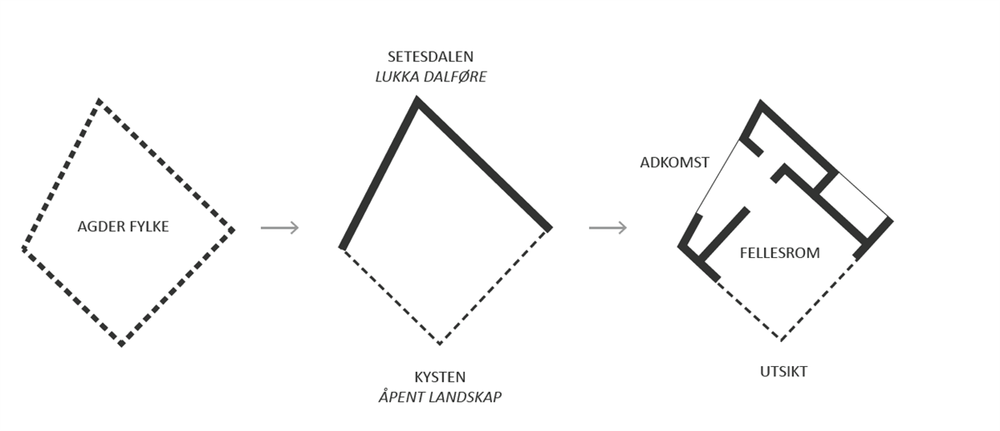 AGDER FYLKE
SETESDALEN
LUKKA DALFØRE
KYSTEN
ÅPENT LANDSKAP
ADKOMST
FELLESROM
UTSIKT